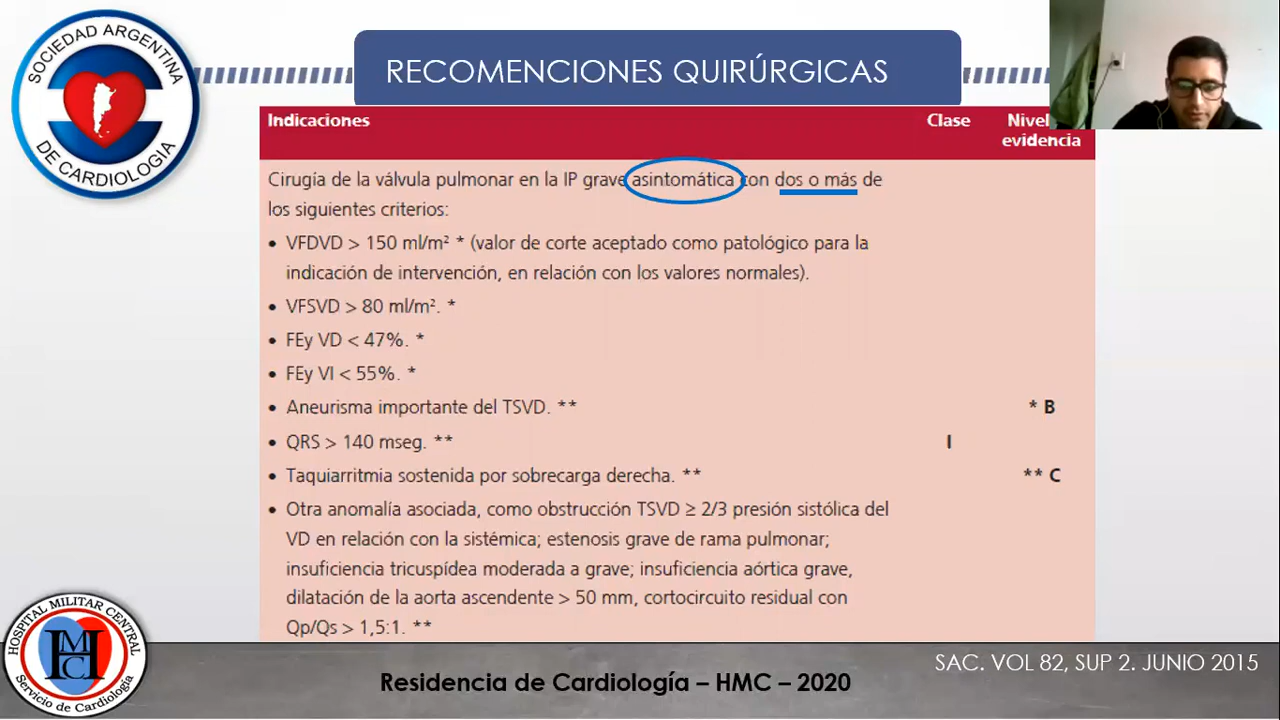 SOCIEDAD ARGENTINA
DE CARDIOLOGIA
RECOMENCIONES QUIRÚRGICAS
Indicaciones Clase Nivel
evidencia
Cirugía de la válvula pulmonar en la IP grave asintomática con dos o más de
los siguientes criterios:
• VFDVD > 150 ml/m² * (valor de corte aceptado como patológico para la
indicación de intervención, en relación con los valores normales).
• VFSVD > 80 ml/m². *
• FEy VD < 47%. *
• FEy VI < 55%. *
• Aneurisma importante del TSVD. ** * B
• QRS > 140 mseg. ** I
• Taquiarritmia sostenida por sobrecarga derecha. ** ** C
• Otra anomalía asociada, como obstrucción TSVD ≥ 2/3 presión sistólica del
VD en relación con la sistémica; estenosis grave de rama pulmonar;
insuficiencia tricuspídea moderada a grave; insuficiencia aórtica grave,
dilatación de la aorta ascendente > 50 mm, cortocircuito residual con
Qp/Qs > 1,5:1. **
HOSPITAL MILITAR CENTRAL
HMC
Servicio de Cardiología
SAC. VOL 82, SUP 2. JUNIO 2015
Residencia de Cardiología – HMC – 2020